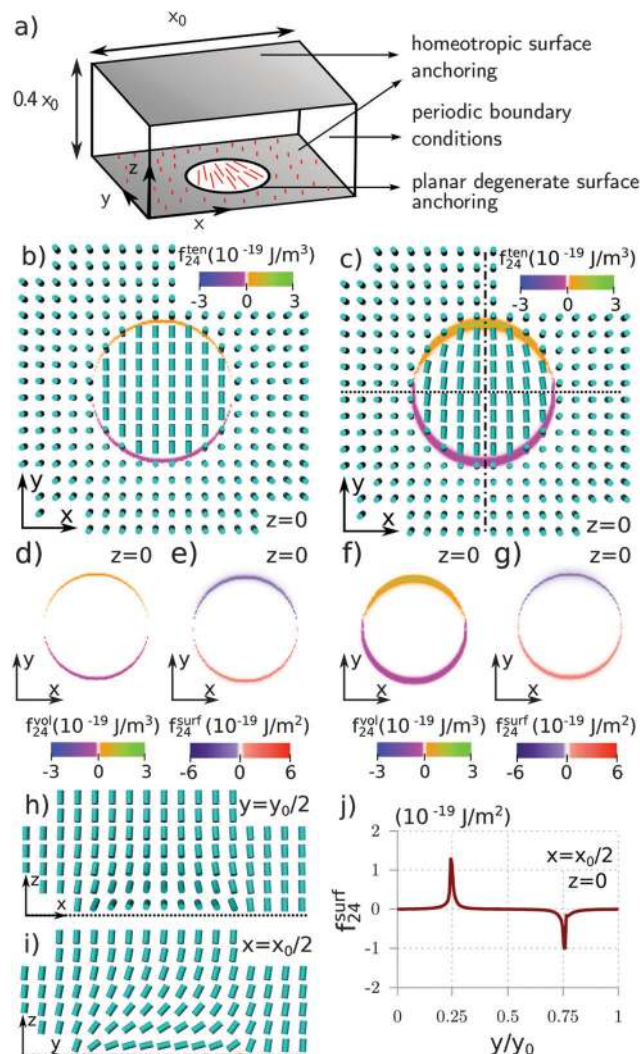 a)
x₀
0.4 x₀
homeotropic surface
anchoring
periodic boundary
conditions
planar degenerate surface
anchoring
z
y
x
b)
f₂₄ᵗᵉⁿ(10⁻¹⁹ J/m³)
-3 0 3
y
x
z=0
c)
f₂₄ᵗᵉⁿ(10⁻¹⁹ J/m³)
-3 0 3
y
x
z=0
d)
z=0
y
x
e)
z=0
y
x
f)
z=0
y
x
g)
z=0
y
x
f₂₄ᵛᵒˡ(10⁻¹⁹ J/m³)
-3 0 3
f₂₄ˢᵘʳᶠ(10⁻¹⁹ J/m²)
-6 0 6
f₂₄ᵛᵒˡ(10⁻¹⁹ J/m³)
-3 0 3
f₂₄ˢᵘʳᶠ(10⁻¹⁹ J/m²)
-6 0 6
h)
y=y₀/2
z
x
i)
x=x₀/2
z
y
j)
(10⁻¹⁹ J/m²)
2
1
0
-1
-2
f₂₄ˢᵘʳᶠ
x=x₀/2
z=0
0 0.25 0.5 0.75 1
y/y₀